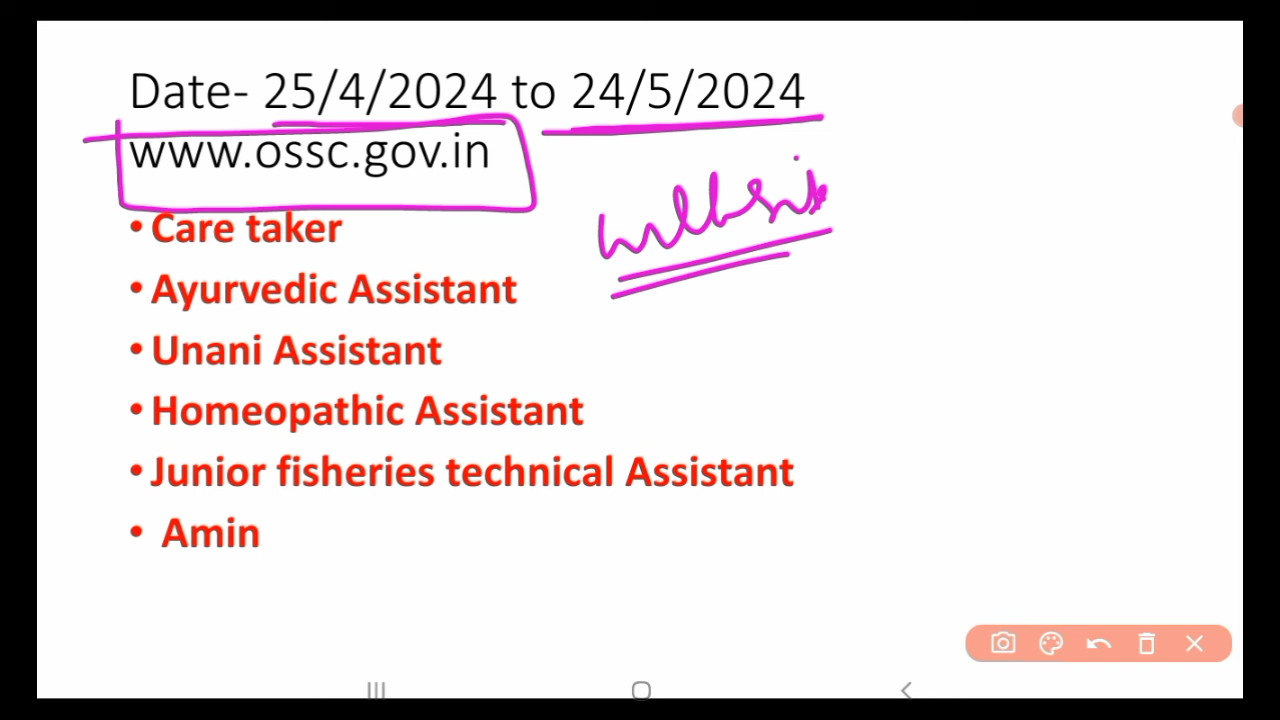 Date- 25/4/2024 to 24/5/2024
www.ossc.gov.in
• Care taker
• Ayurvedic Assistant
• Unani Assistant
• Homeopathic Assistant
• Junior fisheries technical Assistant
• Amin